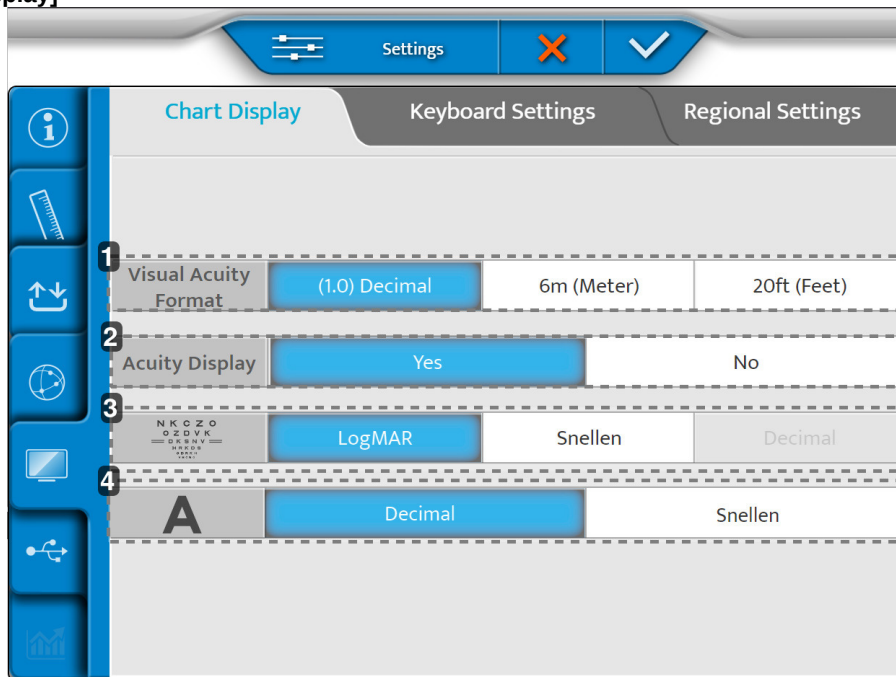 play]
Settings
Chart Display
Keyboard Settings
Regional Settings
1
Visual Acuity
Format
(1.0) Decimal
6m (Meter)
20ft (Feet)
2
Acuity Display
Yes
No
3
N K C Z O
O Z D V K
D K S N V
LogMAR
Snellen
Decimal
4
A
Decimal
Snellen